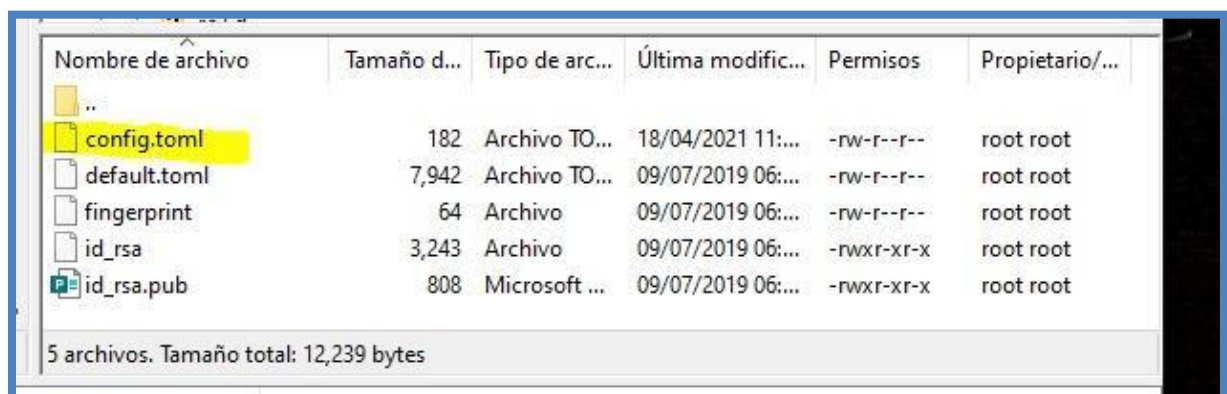 Nombre de archivo Tamaño d... Tipo de arc... Última modific... Permisos Propietario/...
..
config.toml 182 Archivo TO... 18/04/2021 11:... -rw-r--r-- root root
default.toml 7,942 Archivo TO... 09/07/2019 06:... -rw-r--r-- root root
fingerprint 64 Archivo 09/07/2019 06:... -rw-r--r-- root root
id_rsa 3,243 Archivo 09/07/2019 06:... -rwxr-xr-x root root
id_rsa.pub 808 Microsoft ... 09/07/2019 06:... -rwxr-xr-x root root
5 archivos. Tamaño total: 12,239 bytes